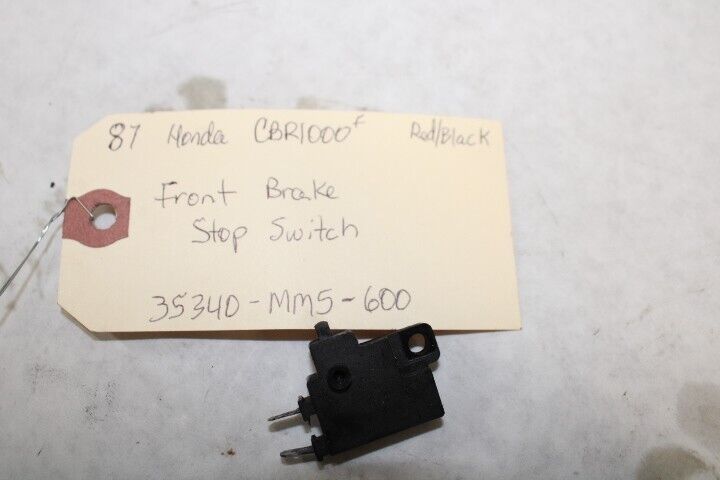 87 Honda CBR1000F Red/Black
Front Brake
Stop Switch
35340-MM5-600